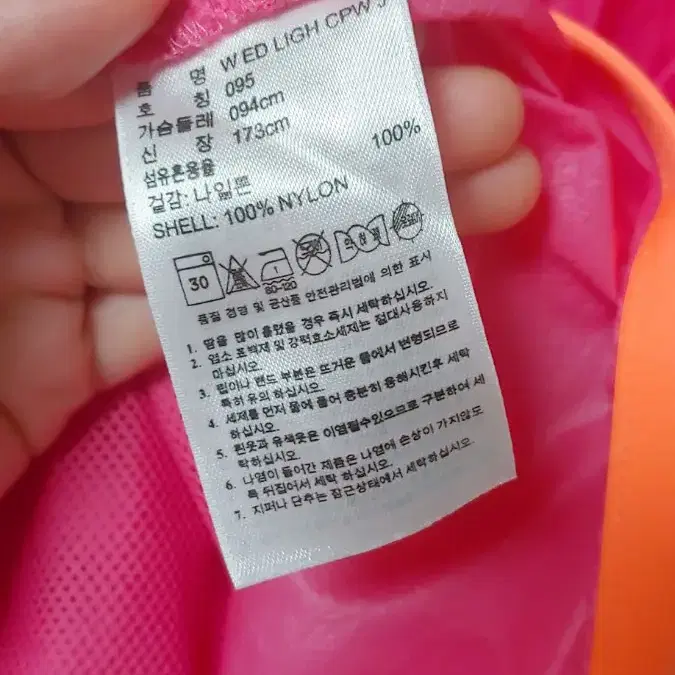 품 명 W ED LIGH CPW J
호 칭 095
가슴둘레 094cm
신 장 173cm
섬유혼용율
겉감: 나일론 100%
SHELL: 100% NYLON
30
80-120
품질 경영 및 공산품 안전관리법에 의한 표시
1. 땀을 많이 흘렸을 경우 즉시 세탁하십시오.
2. 염소 표백제 및 강력효소세제는 절대사용하지
마십시오.
3. 립이나 밴드 부분은 뜨거운 물에서 변형되므로
특히 유의 하십시오.
4. 세제를 먼저 물에 풀어 충분히 용해시킨후 세탁
하십시오.
5. 흰옷과 유색옷은 이염될수있으므로 구분하여 세
탁하십시오.
6. 나염이 들어간 제품은 나염에 손상이 가지않도
록 뒤집어서 세탁 하십시오.
7. 지퍼나 단추는 잠근상태에서 세탁하십시오.